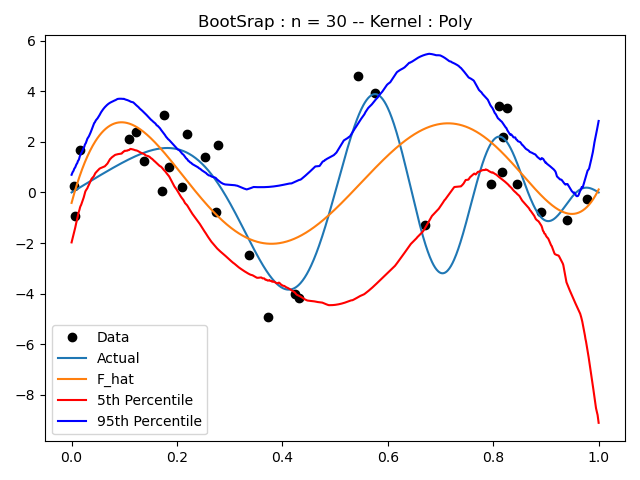 BootSrap : n = 30 -- Kernel : Poly
6
4
2
0
−2
−4
−6
−8
Data
Actual
F_hat
5th Percentile
95th Percentile
0.0 0.2 0.4 0.6 0.8 1.0